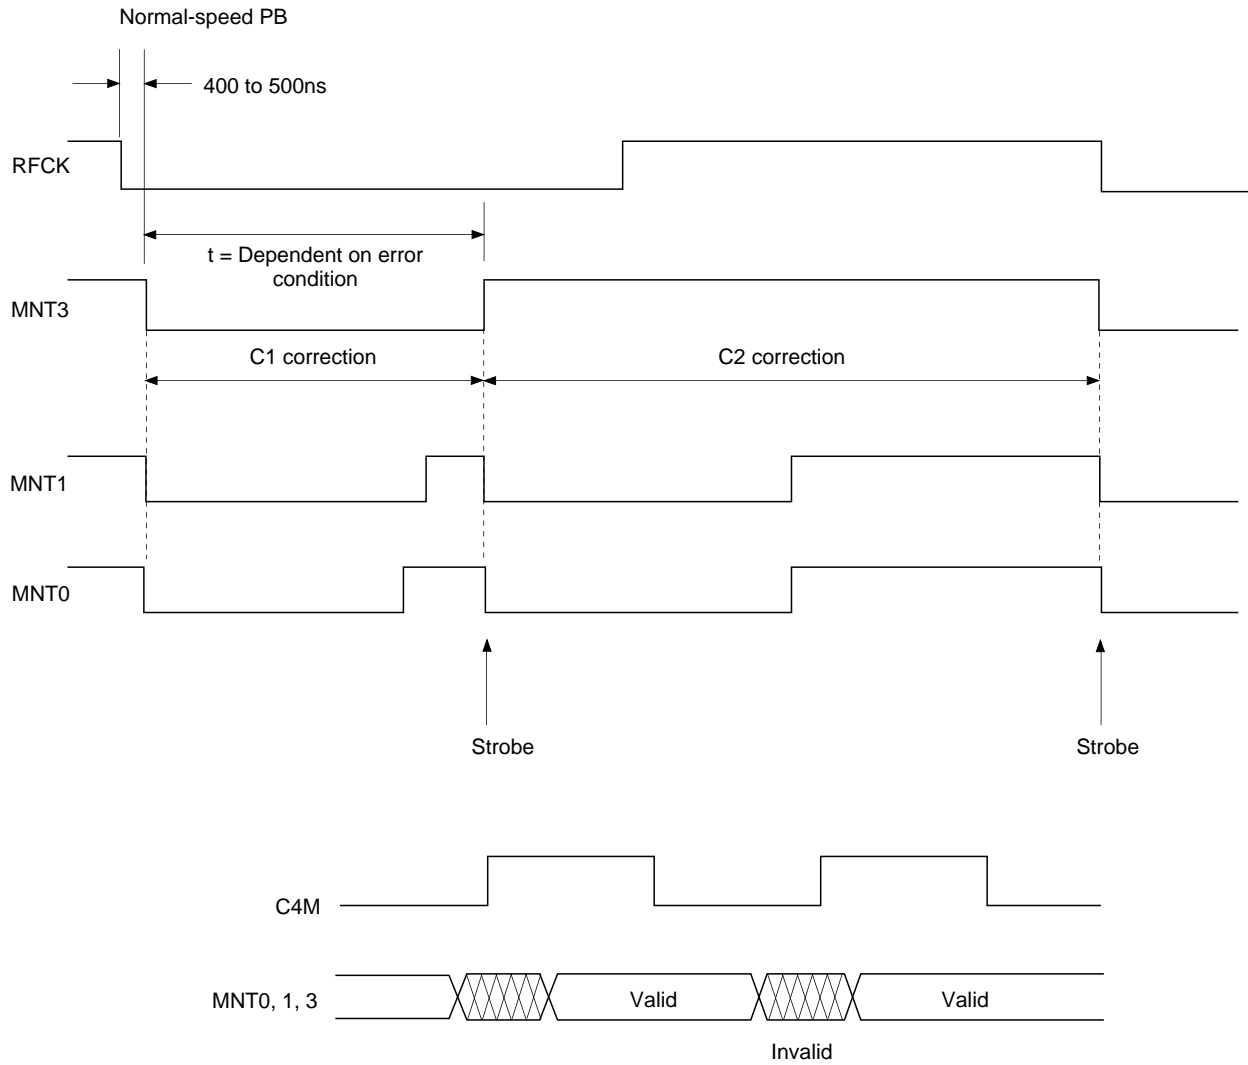 Normal-speed PB
400 to 500ns
RFCK
t = Dependent on error
condition
MNT3
C1 correction
C2 correction
MNT1
MNT0
Strobe
Strobe
C4M
MNT0, 1, 3
Valid
Valid
Invalid